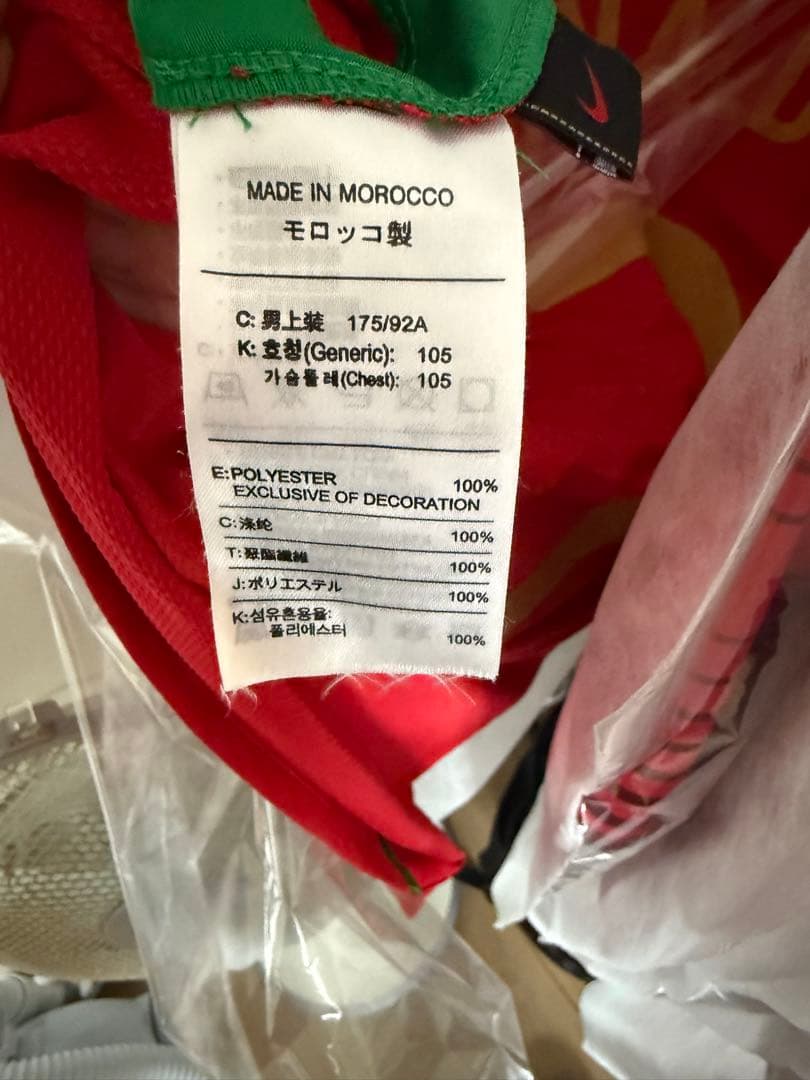 MADE IN MOROCCO
モロッコ製
C: 男上装 175/92A
K: 호칭(Generic): 105
가슴둘레(Chest): 105
E:POLYESTER 100%
EXCLUSIVE OF DECORATION
C:涤纶 100%
T:聚酯纖維 100%
J:ポリエステル 100%
K:섬유혼용율:
폴리에스터 100%